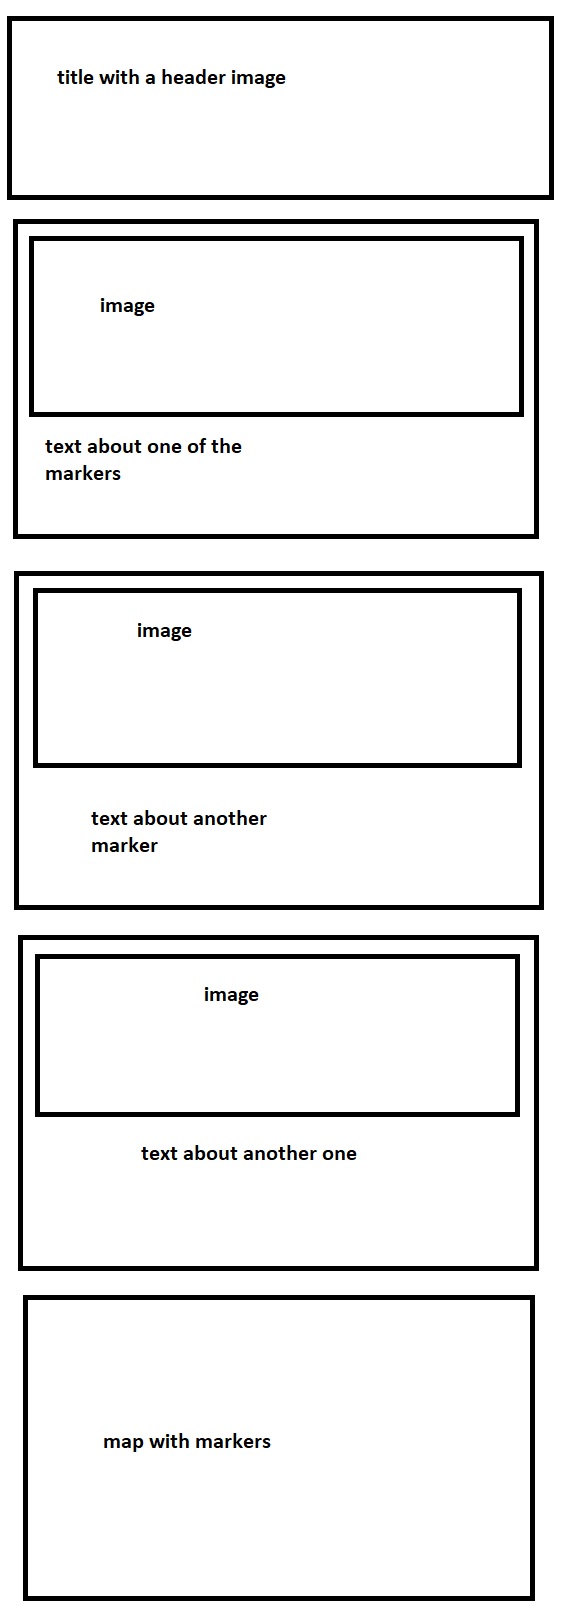 title with a header image
image
text about one of the
markers
image
text about another
marker
image
text about another one
map with markers